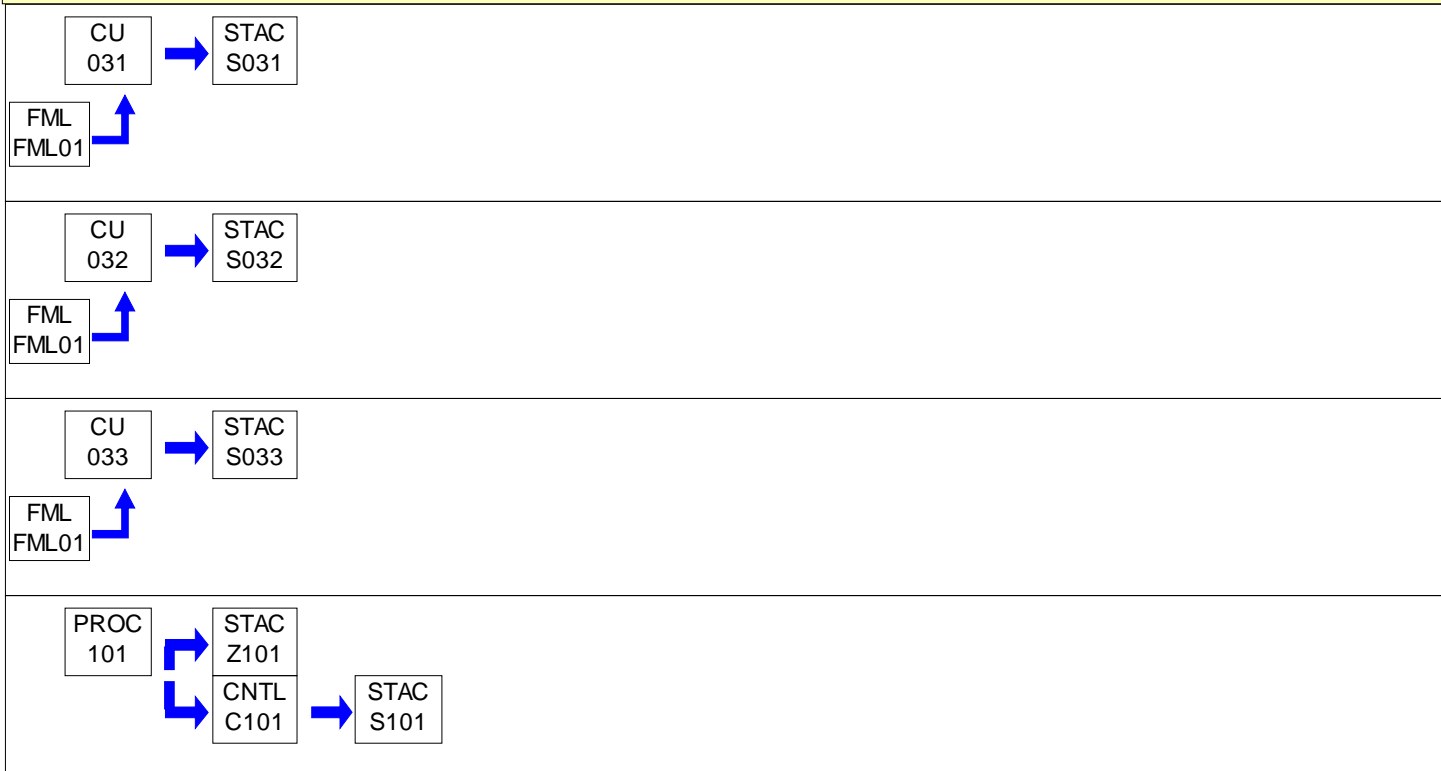 CU
031
STAC
S031
FML
FML01
CU
032
STAC
S032
FML
FML01
CU
033
STAC
S033
FML
FML01
PROC
101
STAC
Z101
CNTL
C101
STAC
S101